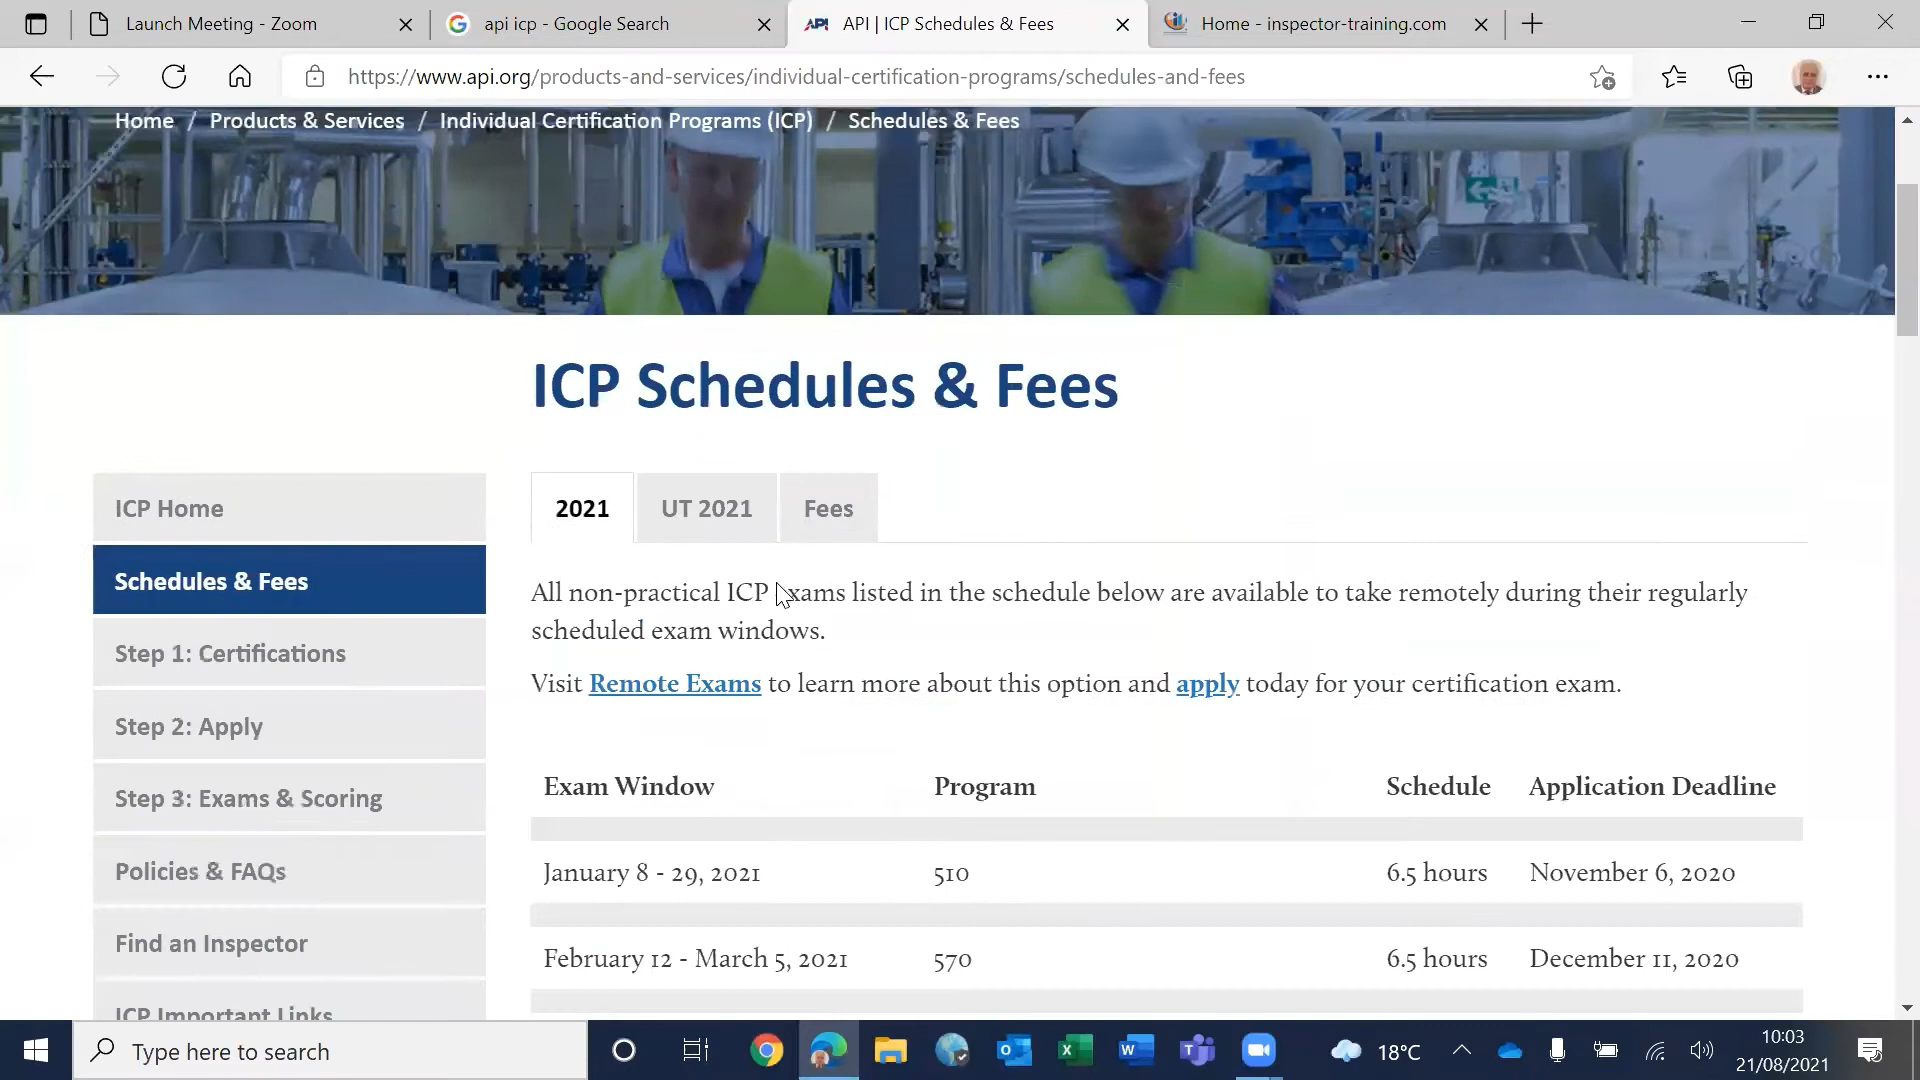 Launch Meeting - Zoom
api icp - Google Search
API API | ICP Schedules & Fees
Home - inspector-training.com
https://www.api.org/products-and-services/individual-certification-programs/schedules-and-fees
Home / Products & Services / Individual Certification Programs (ICP) / Schedules & Fees
ICP Schedules & Fees
ICP Home
Schedules & Fees
Step 1: Certifications
Step 2: Apply
Step 3: Exams & Scoring
Policies & FAQs
Find an Inspector
ICP Important Links
2021 UT 2021 Fees
All non-practical ICP exams listed in the schedule below are available to take remotely during their regularly
scheduled exam windows.
Visit Remote Exams to learn more about this option and apply today for your certification exam.
Exam Window Program Schedule Application Deadline
January 8 - 29, 2021 510 6.5 hours November 6, 2020
February 12 - March 5, 2021 570 6.5 hours December 11, 2020
Type here to search
18°C
10:03
21/08/2021